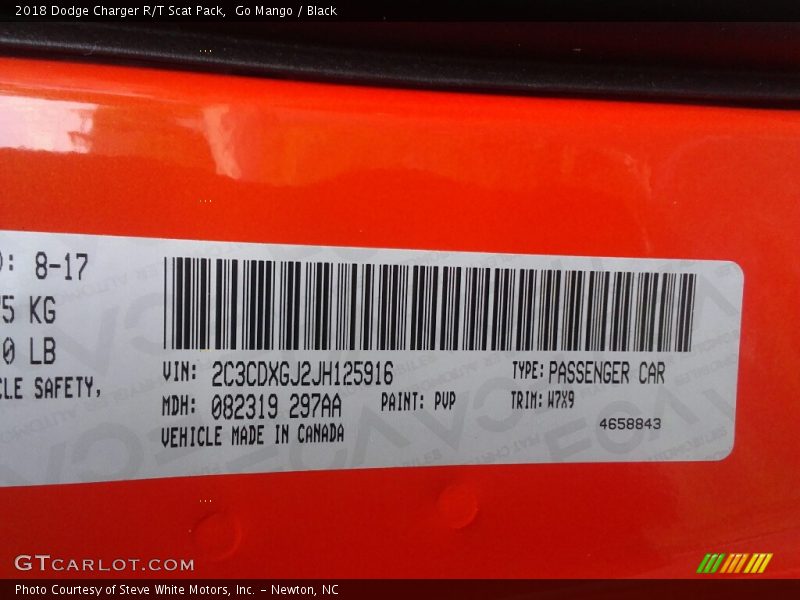 2018 Dodge Charger R/T Scat Pack,  Go Mango / Black
: 8-17
5 KG
0 LB
CLE SAFETY,
VIN: 2C3CDXGJ2JH125916
TYPE: PASSENGER CAR
MDH: 082319 297AA
PAINT: PVP
TRIM: W7X9
VEHICLE MADE IN CANADA
4658843
GTCARLOT.COM
Photo Courtesy of Steve White Motors, Inc. – Newton, NC